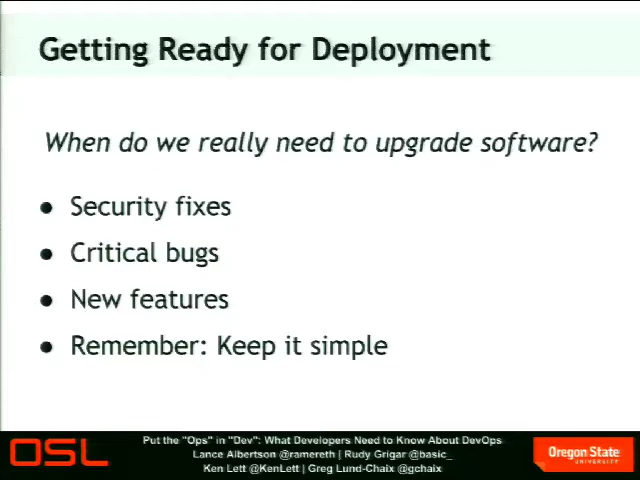 Getting Ready for Deployment
When do we really need to upgrade software?
● Security fixes
● Critical bugs
● New features
● Remember: Keep it simple
OSL
Put the "Ops" in "Dev": What Developers Need to Know About DevOps
Lance Albertson @ramereth | Rudy Grigar @basic_
Ken Lett @KenLett | Greg Lund-Chaix @gchaix
Oregon State
UNIVERSITY